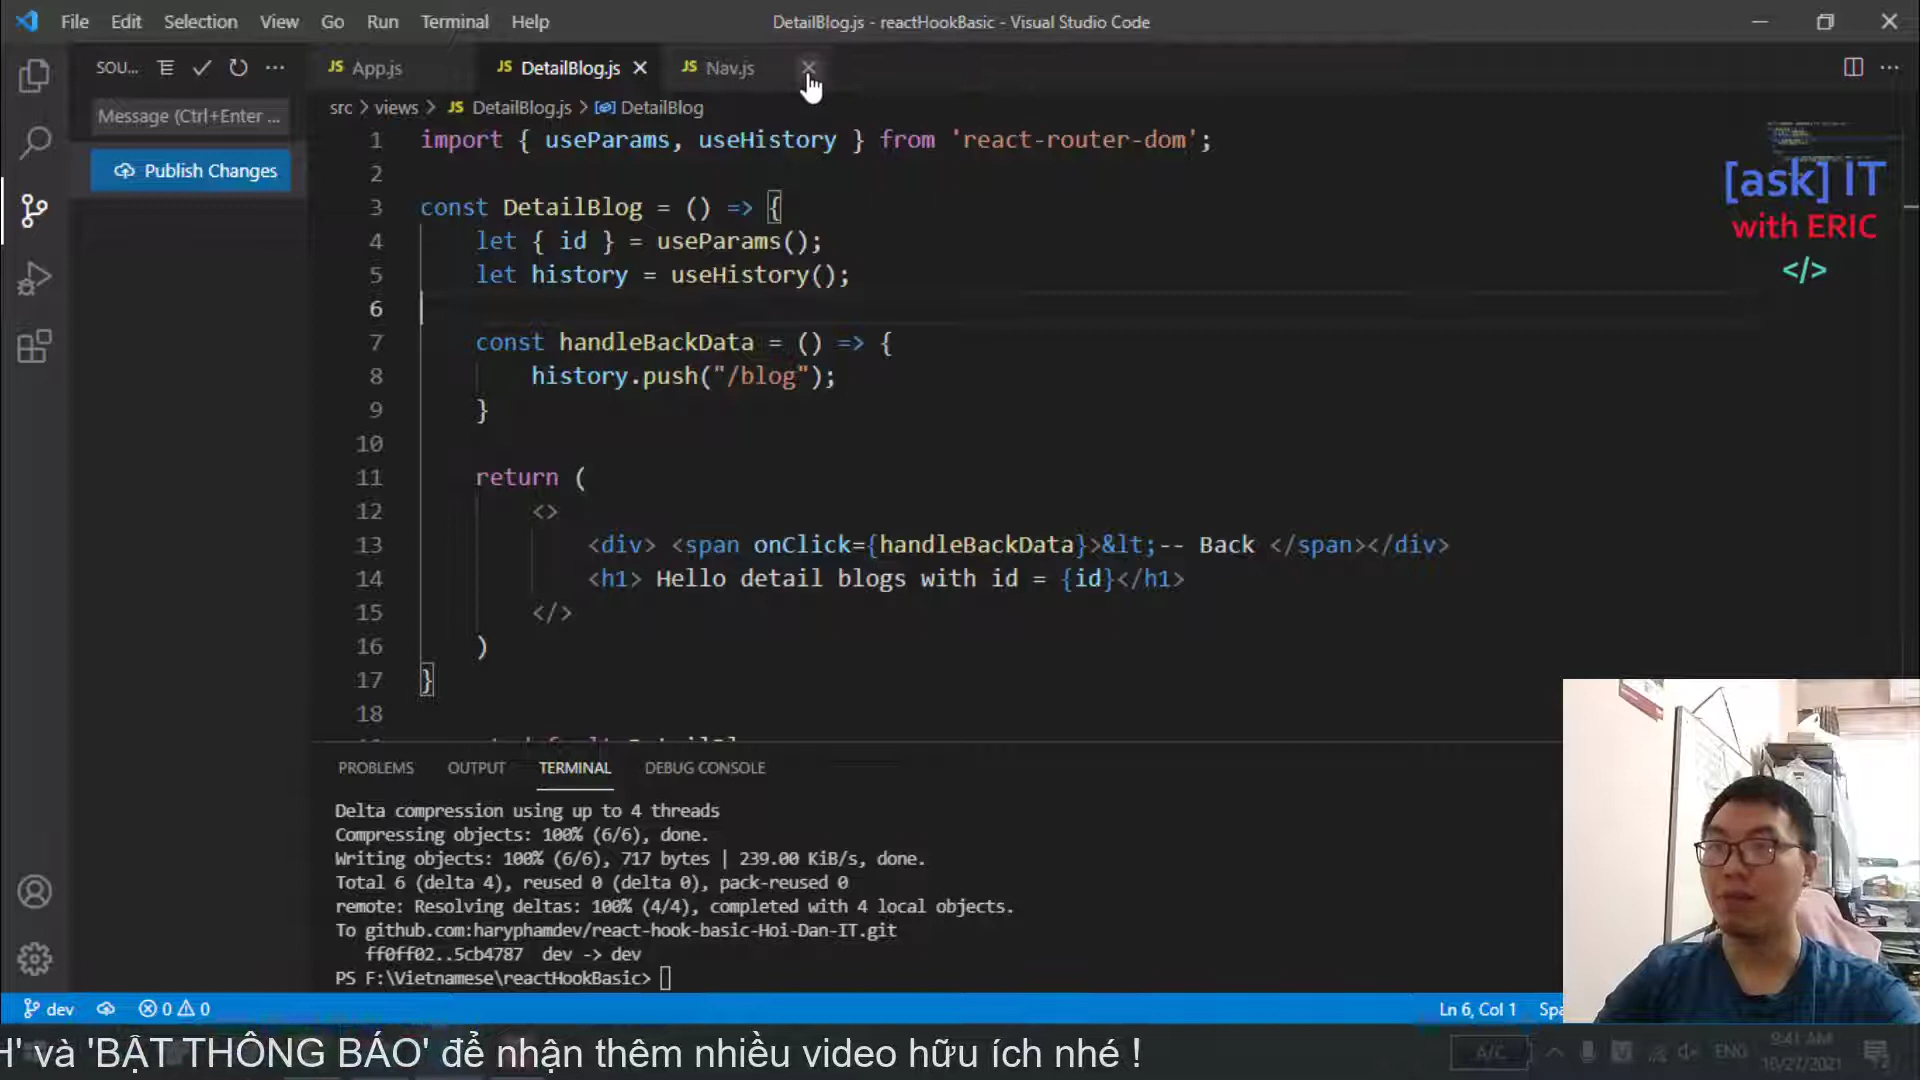 File Edit Selection View Go Run Terminal Help
DetailBlog.js - reactHookBasic - Visual Studio Code
SOU...
JS App.js
JS DetailBlog.js
JS Nav.js
Message (Ctrl+Enter ...
Publish Changes
src > views > JS DetailBlog.js > DetailBlog
1 import { useParams, useHistory } from 'react-router-dom';
2
3 const DetailBlog = () => {
4 let { id } = useParams();
5 let history = useHistory();
6
7 const handleBackData = () => {
8 history.push("/blog");
9 }
10
11 return (
12 <>
13 <div> <span onClick={handleBackData}>&lt;-- Back </span></div>
14 <h1> Hello detail blogs with id = {id}</h1>
15 </>
16 )
17 }
18
[ask] IT
with ERIC
</>
PROBLEMS OUTPUT TERMINAL DEBUG CONSOLE
Delta compression using up to 4 threads
Compressing objects: 100% (6/6), done.
Writing objects: 100% (6/6), 717 bytes | 239.00 KiB/s, done.
Total 6 (delta 4), reused 0 (delta 0), pack-reused 0
remote: Resolving deltas: 100% (4/4), completed with 4 local objects.
To github.com:haryphamdev/react-hook-basic-Hoi-Dan-IT.git
ff0ff02..5cb4787 dev -> dev
PS F:\Vietnamese\reactHookBasic>
dev
0 0
Ln 6, Col 1
Spa
H' và 'BẬT THÔNG BÁO' để nhận thêm nhiều video hữu ích nhé !
A/C
ENG
9:41 AM
10/27/2021